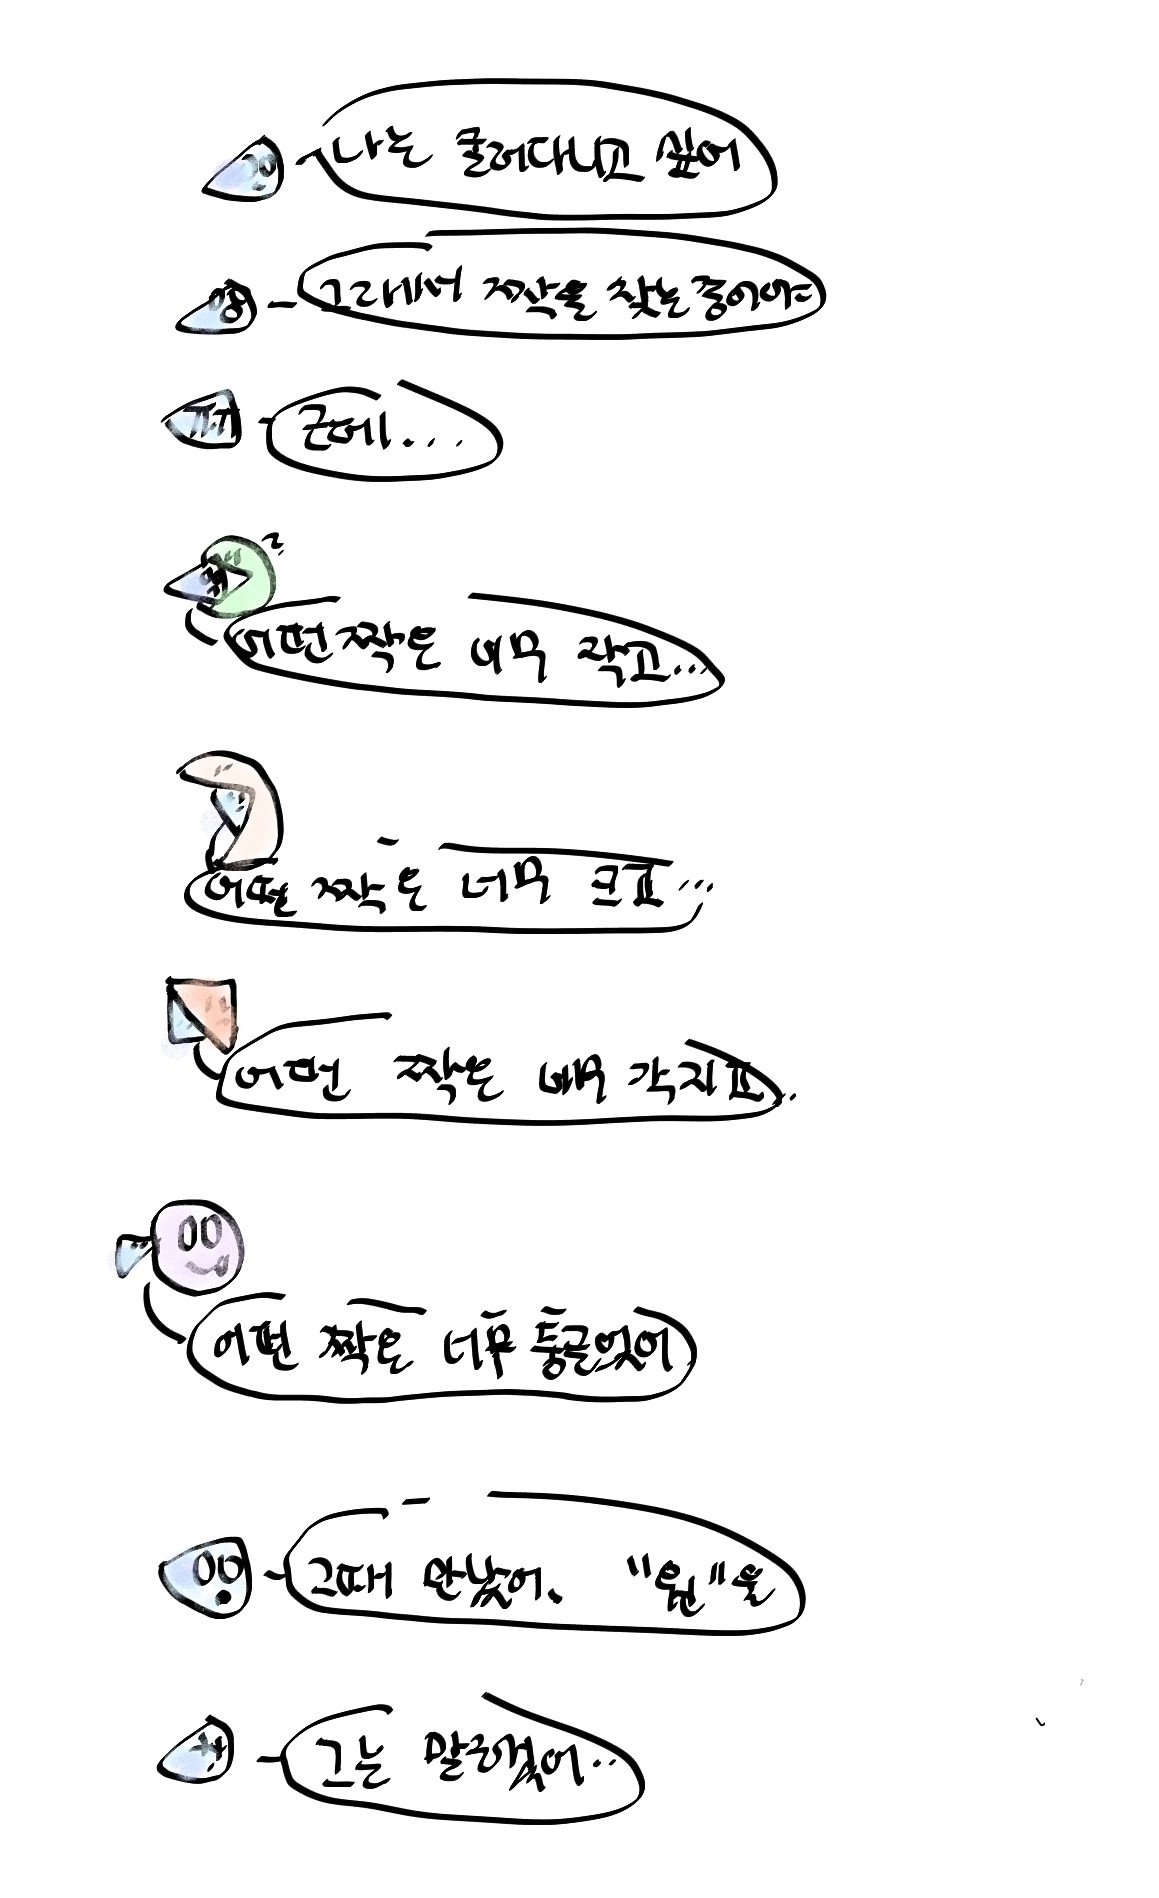 나는 굴러다니고 싶어
그래서 짝을 찾는중이야
근데...
어떤 짝은 너무 작고...
어떤 짝은 너무 크고...
어떤 짝은 너무 각지고...
어떤 짝은 너무 둥글었어
그때 만났어. "원"을
그는 말해줬어..